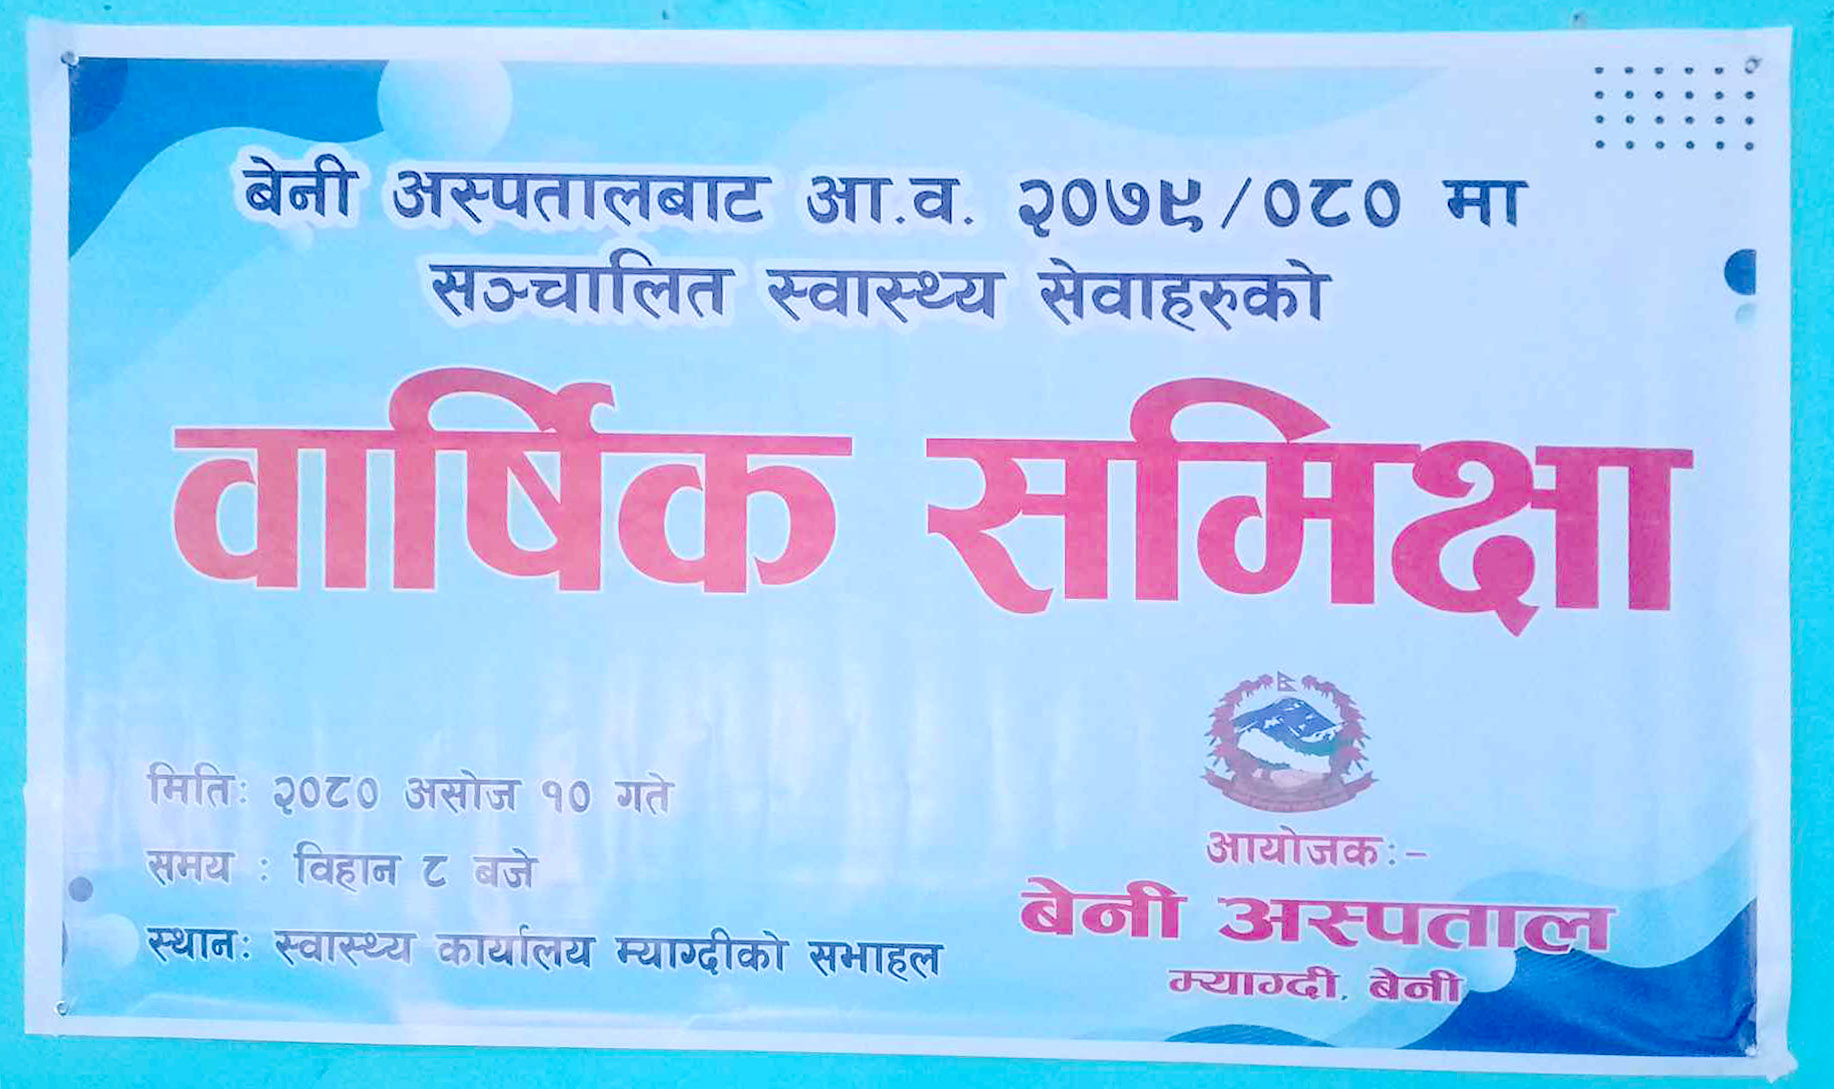 बेनी अस्पतालबाट आ.व. २०७९/०८० मा
सञ्चालित स्वास्थ्य सेवाहरुको
वार्षिक समिक्षा
मितिः २०८० असोज १० गते
समय : विहान ८ बजे
स्थानः स्वास्थ्य कार्यालय म्याग्दीको सभाहल
आयोजकः-
बेनी अस्पताल
म्याग्दी, बेनी